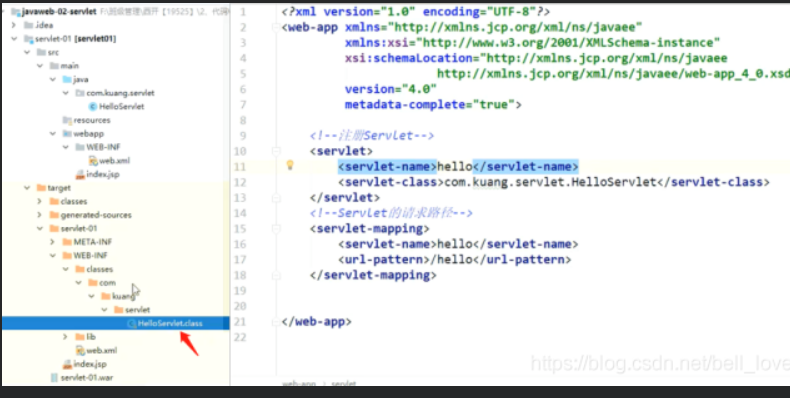 javaweb-02-servlet
.idea
servlet-01 [servlet01]
src
main
java
com.kuang.servlet
HelloServlet
resources
webapp
WEB-INF
web.xml
index.jsp
target
classes
generated-sources
servlet-01
META-INF
WEB-INF
classes
com
kuang
servlet
HelloServlet.class
lib
web.xml
index.jsp
servlet-01.war
1 <?xml version="1.0" encoding="UTF-8"?>
2 <web-app xmlns="http://xmlns.jcp.org/xml/ns/javaee"
3 xmlns:xsi="http://www.w3.org/2001/XMLSchema-instance"
4 xsi:schemaLocation="http://xmlns.jcp.org/xml/ns/javaee
5 http://xmlns.jcp.org/xml/ns/javaee/web-app_4_0.xsd
6 version="4.0"
7 metadata-complete="true">
8
9 <!--注册Servlet-->
10 <servlet>
11 <servlet-name>hello</servlet-name>
12 <servlet-class>com.kuang.servlet.HelloServlet</servlet-class>
13 </servlet>
14 <!--Servlet的请求路径-->
15 <servlet-mapping>
16 <servlet-name>hello</servlet-name>
17 <url-pattern>/hello</url-pattern>
18 </servlet-mapping>
19
20
21 </web-app>
22
https://blog.csdn.net/bell_love
web-app servlet